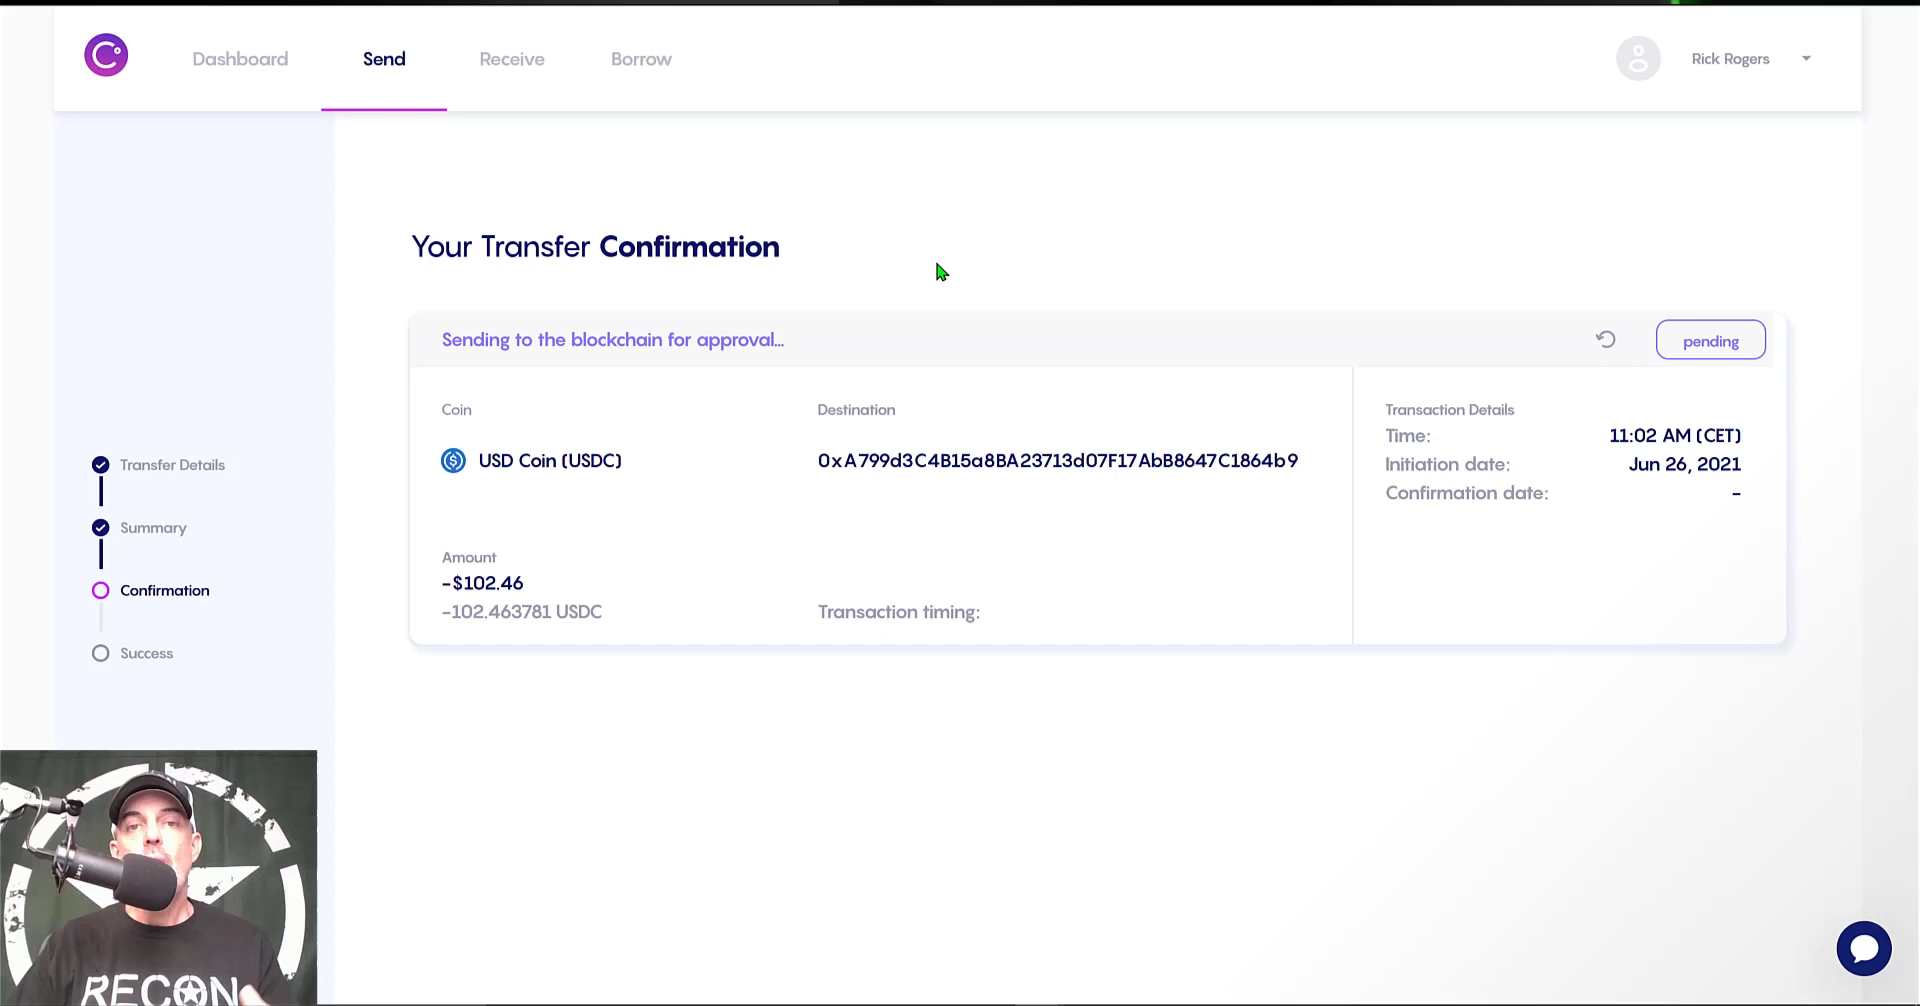 Dashboard
Send
Receive
Borrow
Rick Rogers
Your Transfer Confirmation
Sending to the blockchain for approval...
pending
Coin
Destination
Transaction Details
Time: 11:02 AM (CET)
USD Coin (USDC)
0xA799d3C4B15a8BA23713d07F17AbB8647C1864b9
Initiation date: Jun 26, 2021
Confirmation date: -
Amount
-$102.46
-102.463781 USDC
Transaction timing:
Transfer Details
Summary
Confirmation
Success
RECON